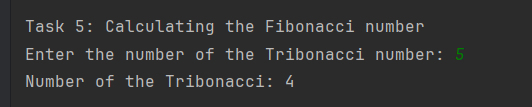 Task 5: Calculating the Fibonacci number
Enter the number of the Tribonacci number: 5
Number of the Tribonacci: 4